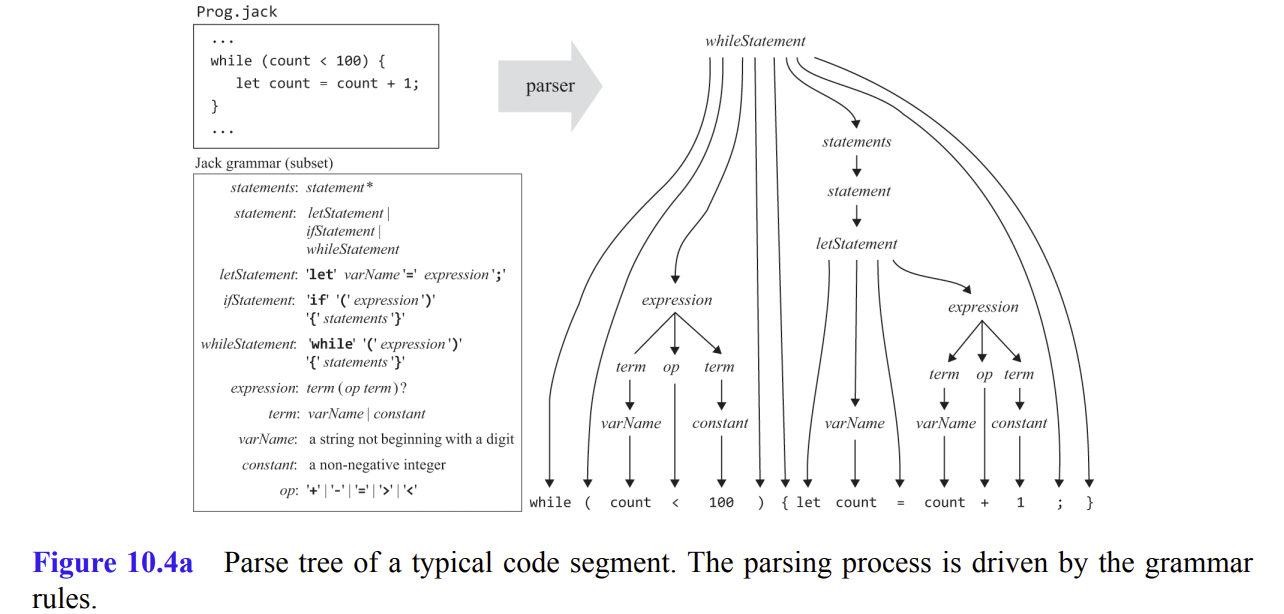 Prog.jack
...
while (count < 100) {
let count = count + 1;
}
...
parser
Jack grammar (subset)
statements: statement*
statement: letStatement |
ifStatement |
whileStatement
letStatement: 'let' varName '=' expression ';'
ifStatement: 'if' '(' expression ')'
'{' statements '}'
whileStatement: 'while' '(' expression ')'
'{' statements '}'
expression: term (op term)?
term: varName | constant
varName: a string not beginning with a digit
constant: a non-negative integer
op: '+' | '-' | '=' | '>' | '<'
whileStatement
statements
statement
letStatement
expression
expression
term op term
term op term
varName constant varName varName constant
while ( count < 100 ) { let count = count + 1 ; }
Figure 10.4a Parse tree of a typical code segment. The parsing process is driven by the grammar
rules.